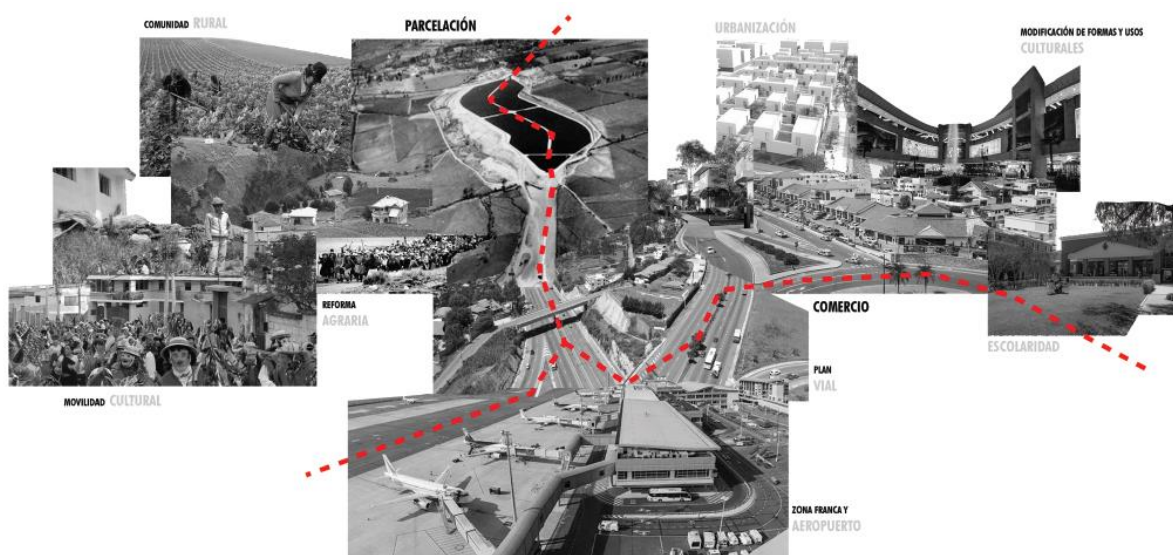 COMUNIDAD RURAL
PARCELACIÓN
URBANIZACIÓN
MODIFICACIÓN DE FORMAS Y USOS
CULTURALES
REFORMA
AGRARIA
COMERCIO
ESCOLARIDAD
PLAN
VIAL
MOVILIDAD CULTURAL
ZONA FRANCA Y
AEROPUERTO